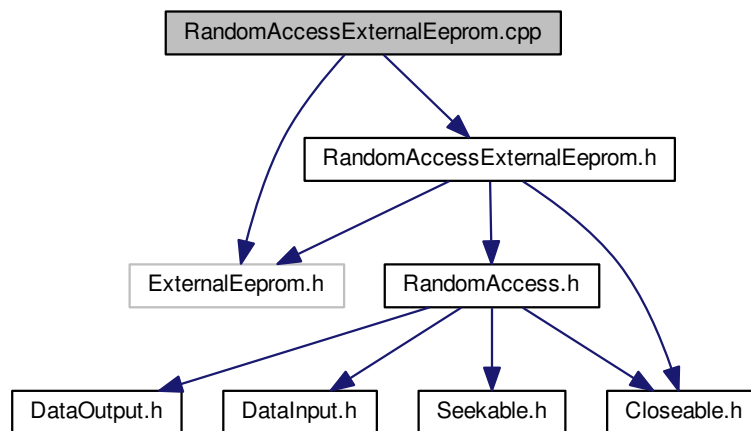 RandomAccessExternalEeprom.cpp
RandomAccessExternalEeprom.h
ExternalEeprom.h
RandomAccess.h
DataOutput.h
DataInput.h
Seekable.h
Closeable.h